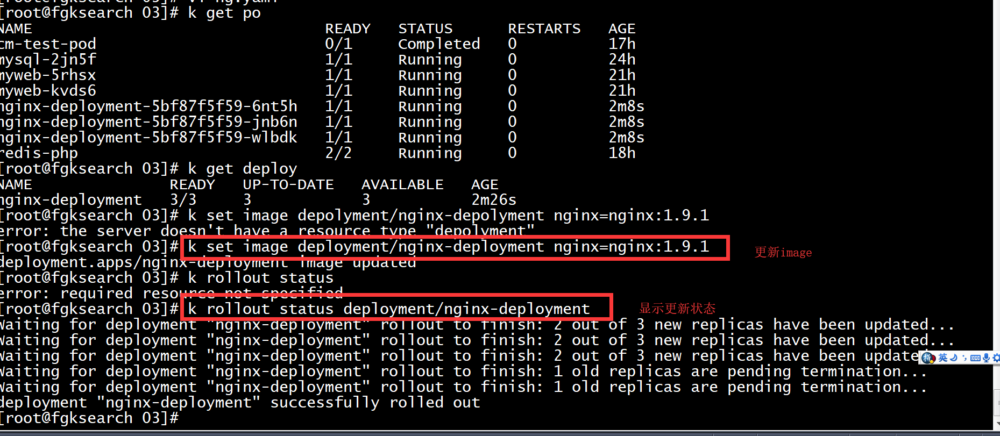 [root@fgksearch 03]# vi ng.yaml
[root@fgksearch 03]# k get po
NAME READY STATUS RESTARTS AGE
cm-test-pod 0/1 Completed 0 17h
mysql-2jn5f 1/1 Running 0 24h
myweb-5rhsx 1/1 Running 0 21h
myweb-kvds6 1/1 Running 0 21h
nginx-deployment-5bf87f5f59-6nt5h 1/1 Running 0 2m8s
nginx-deployment-5bf87f5f59-jnb6n 1/1 Running 0 2m8s
nginx-deployment-5bf87f5f59-wlbdk 1/1 Running 0 2m8s
redis-php 2/2 Running 0 18h
[root@fgksearch 03]# k get deploy
NAME READY UP-TO-DATE AVAILABLE AGE
nginx-deployment 3/3 3 3 2m26s
[root@fgksearch 03]# k set image depolyment/nginx-depolyment nginx=nginx:1.9.1
error: the server doesn't have a resource type "depolyment"
[root@fgksearch 03]# k set image deployment/nginx-deployment nginx=nginx:1.9.1 更新image
deployment.apps/nginx-deployment image updated
[root@fgksearch 03]# k rollout status
error: required resource not specified
[root@fgksearch 03]# k rollout status deployment/nginx-deployment 显示更新状态
Waiting for deployment "nginx-deployment" rollout to finish: 2 out of 3 new replicas have been updated...
Waiting for deployment "nginx-deployment" rollout to finish: 2 out of 3 new replicas have been updated...
Waiting for deployment "nginx-deployment" rollout to finish: 2 out of 3 new replicas have been updated
拼 英
Waiting for deployment "nginx-deployment" rollout to finish: 1 old replicas are pending termination...
Waiting for deployment "nginx-deployment" rollout to finish: 1 old replicas are pending termination...
deployment "nginx-deployment" successfully rolled out
[root@fgksearch 03]#